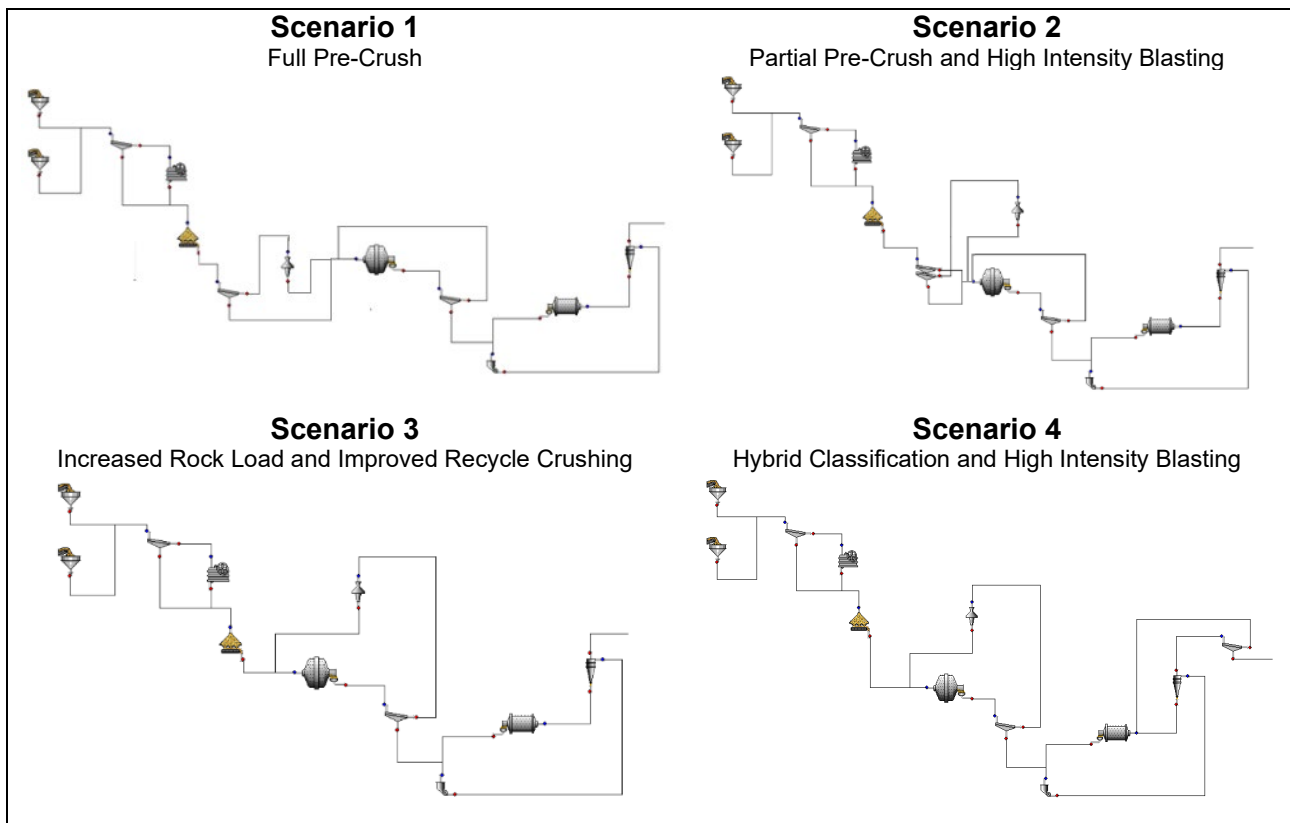 Scenario 1
Full Pre-Crush
Scenario 2
Partial Pre-Crush and High Intensity Blasting
Scenario 3
Increased Rock Load and Improved Recycle Crushing
Scenario 4
Hybrid Classification and High Intensity Blasting